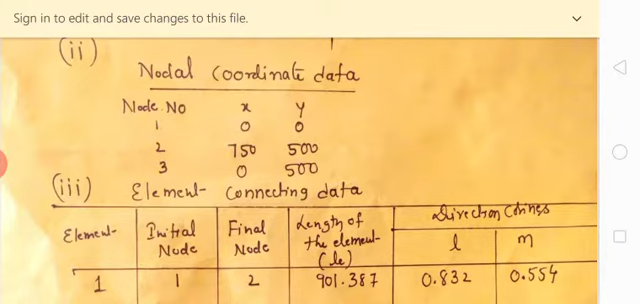 Sign in to edit and save changes to this file.
(ii)
Nodal coordinate data
Node No x y
1 0 0
2 750 500
3 0 500
(iii) Element- Connecting data
Element- Initial Node Final Node Length of the element- (le) Direction Cosines l m
1 1 2 901.387 0.832 0.554